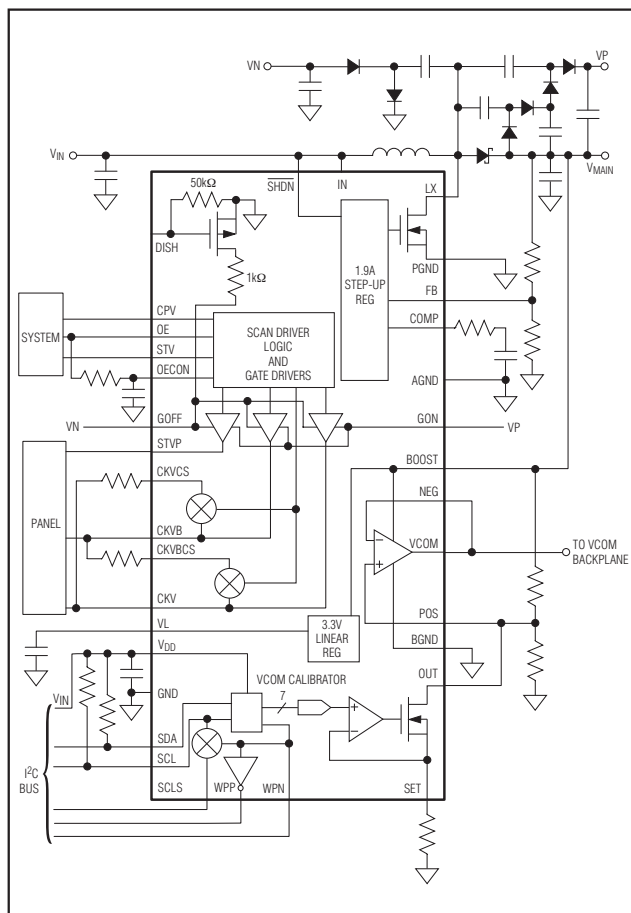 VN
VP
VIN
VMAIN
SHDN
IN
50kΩ
LX
DISH
1kΩ
1.9A
STEP-UP
REG
PGND
FB
COMP
AGND
SYSTEM
CPV
OE
STV
OECON
SCAN DRIVER
LOGIC
AND
GATE DRIVERS
VN
GOFF
GON
VP
STVP
BOOST
NEG
CKVCS
PANEL
CKVB
CKVBCS
CKV
VCOM
TO VCOM
BACKPLANE
POS
BGND
VL
3.3V
LINEAR
REG
VDD
VIN
GND
OUT
VCOM CALIBRATOR
7
SDA
SCL
I²C
BUS
SCLS
WPP
WPN
SET